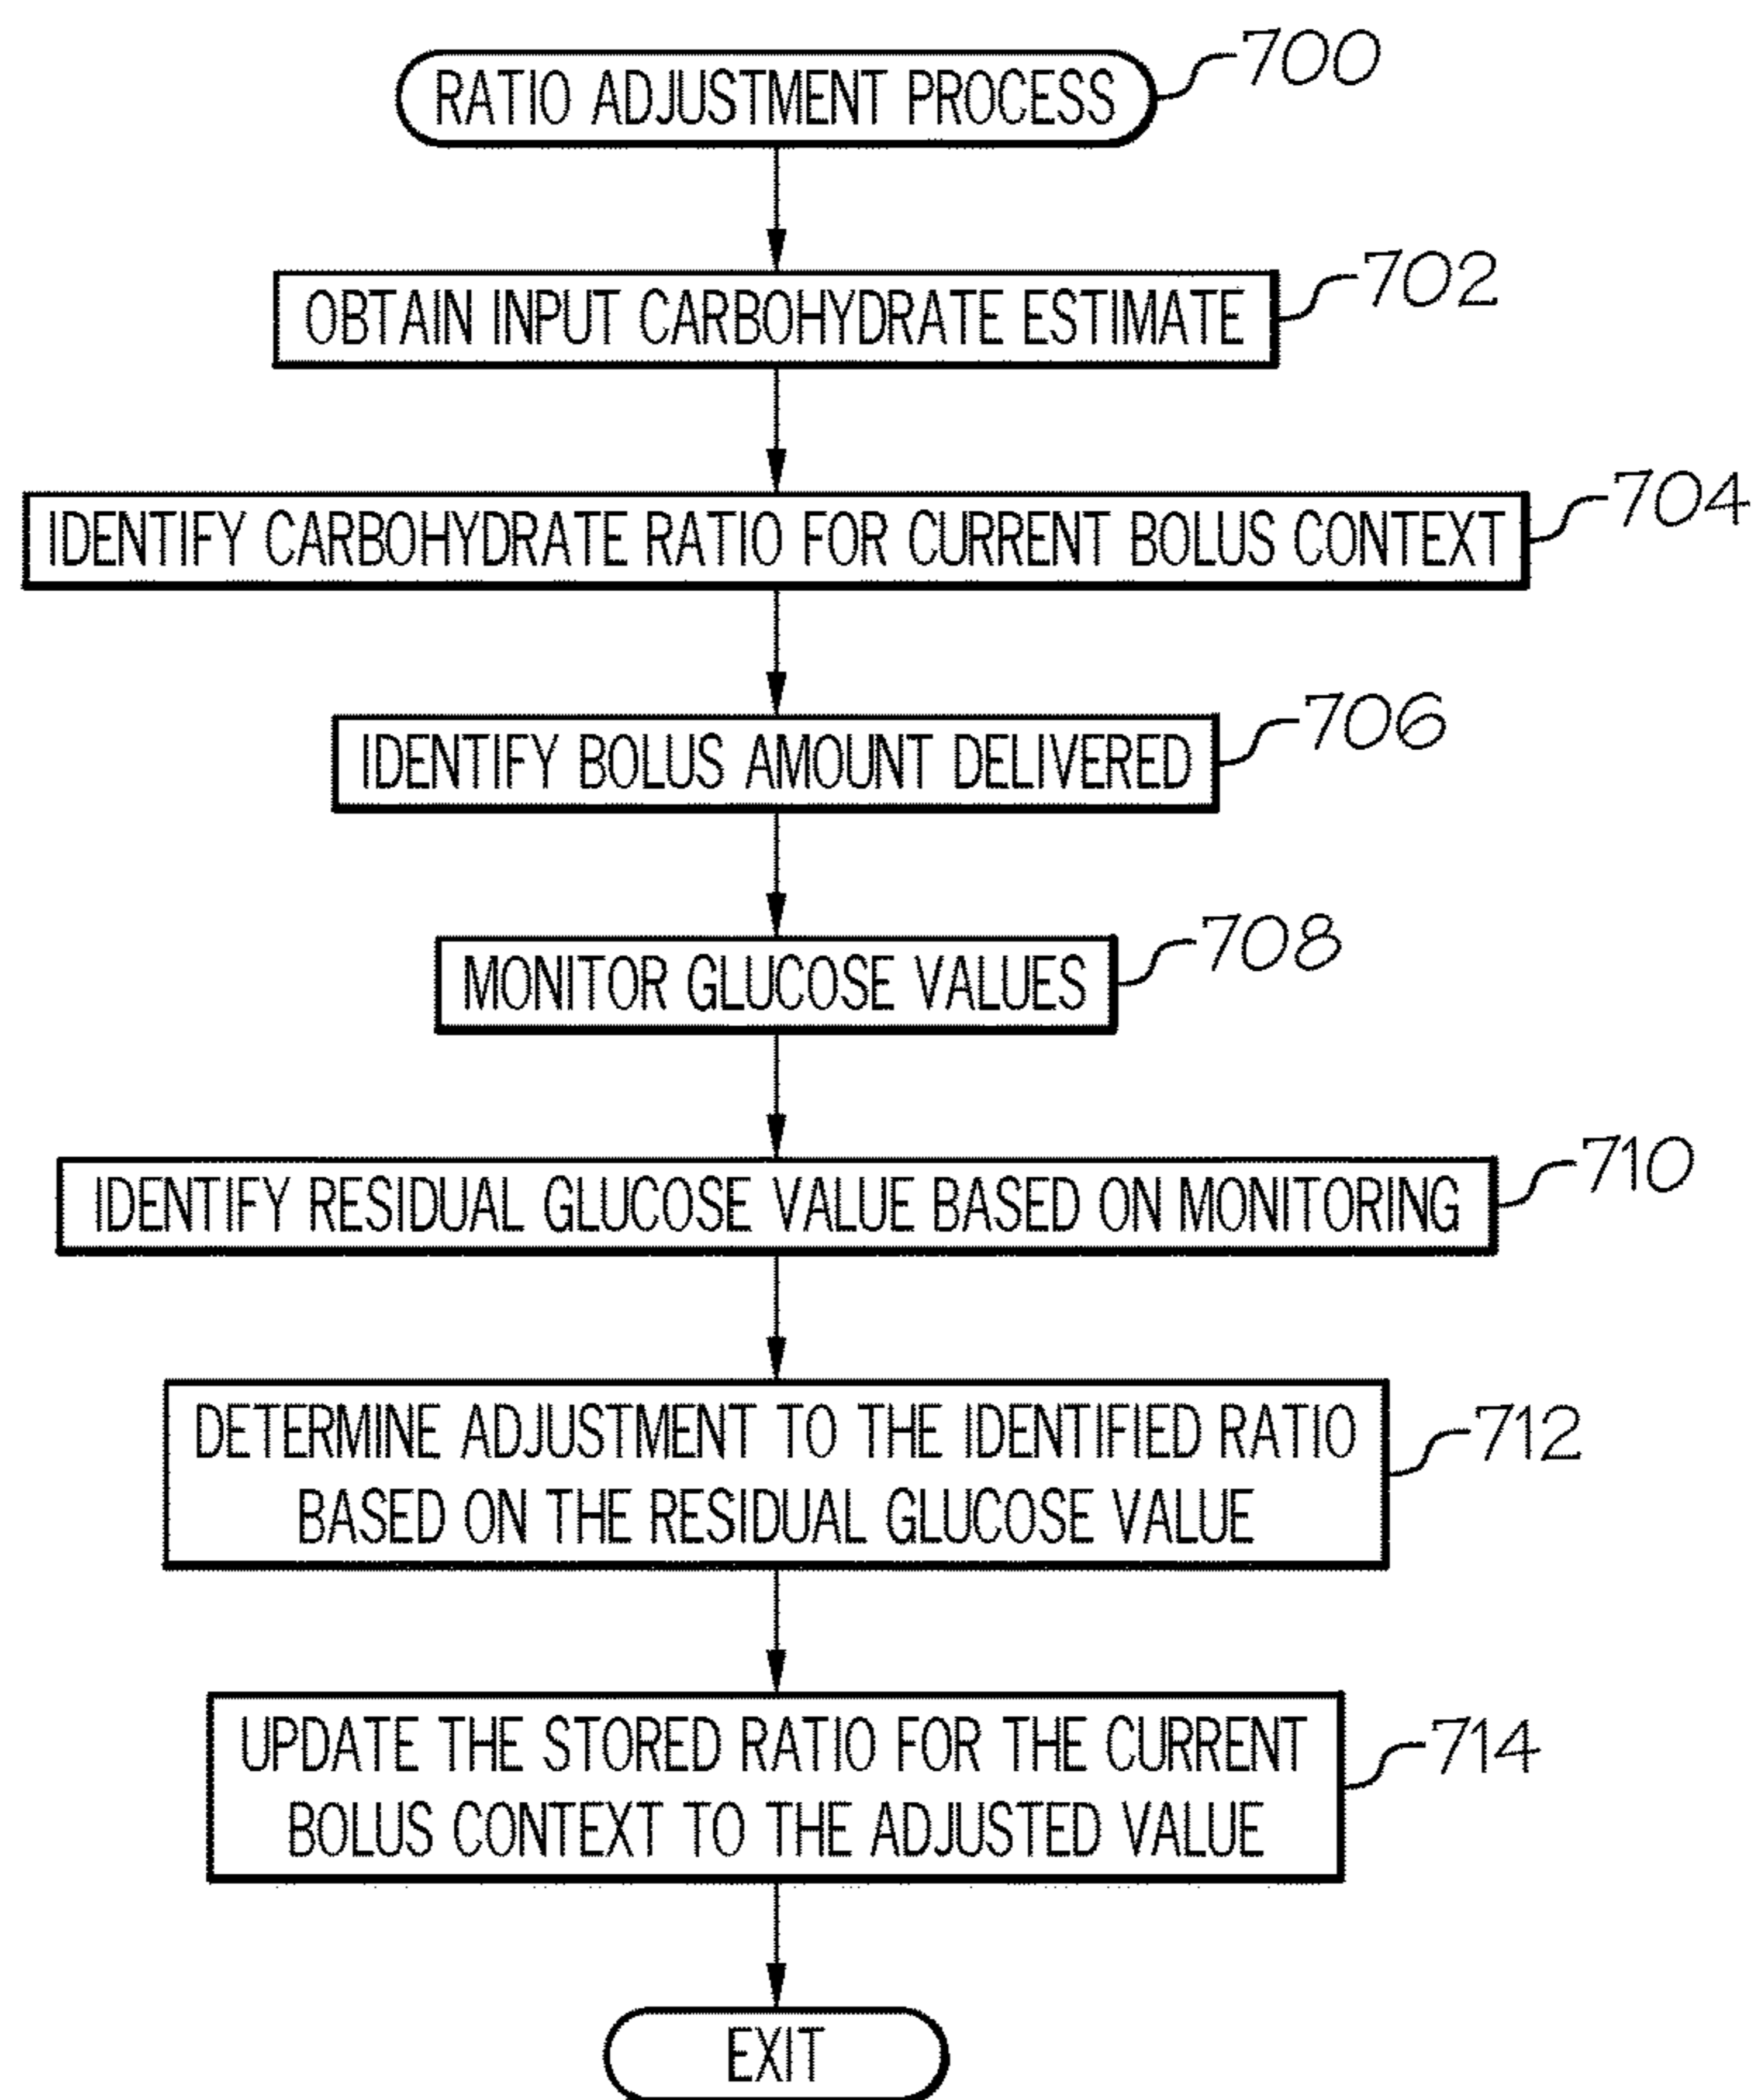 RATIO ADJUSTMENT PROCESS
700
OBTAIN INPUT CARBOHYDRATE ESTIMATE
702
IDENTIFY CARBOHYDRATE RATIO FOR CURRENT BOLUS CONTEXT
704
IDENTIFY BOLUS AMOUNT DELIVERED
706
MONITOR GLUCOSE VALUES
708
IDENTIFY RESIDUAL GLUCOSE VALUE BASED ON MONITORING
710
DETERMINE ADJUSTMENT TO THE IDENTIFIED RATIO
BASED ON THE RESIDUAL GLUCOSE VALUE
712
UPDATE THE STORED RATIO FOR THE CURRENT
BOLUS CONTEXT TO THE ADJUSTED VALUE
714
EXIT